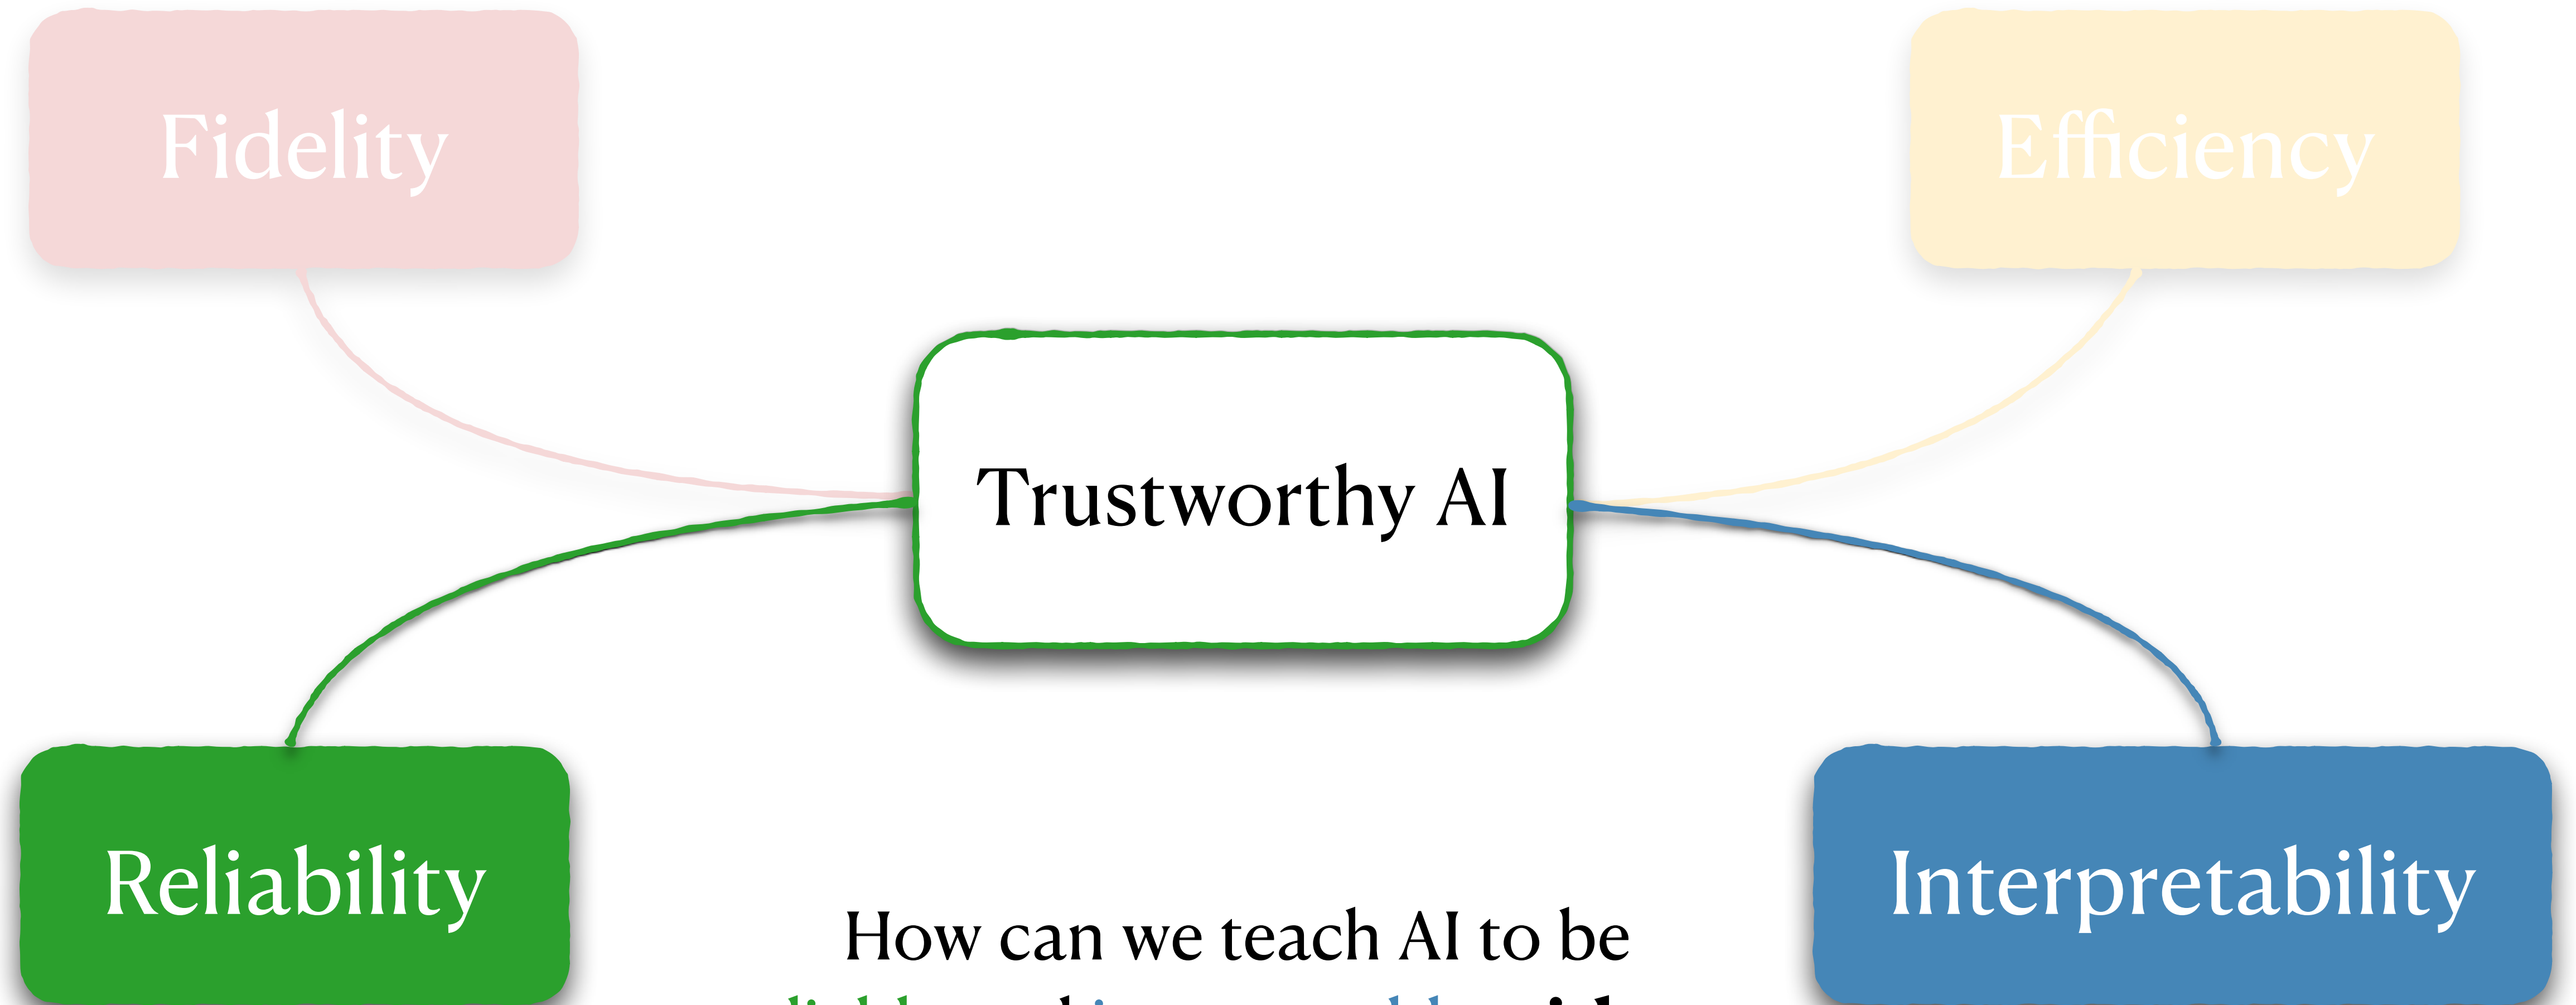 Fidelity
Efficiency
Trustworthy AI
Reliability
Interpretability
How can we teach AI to be